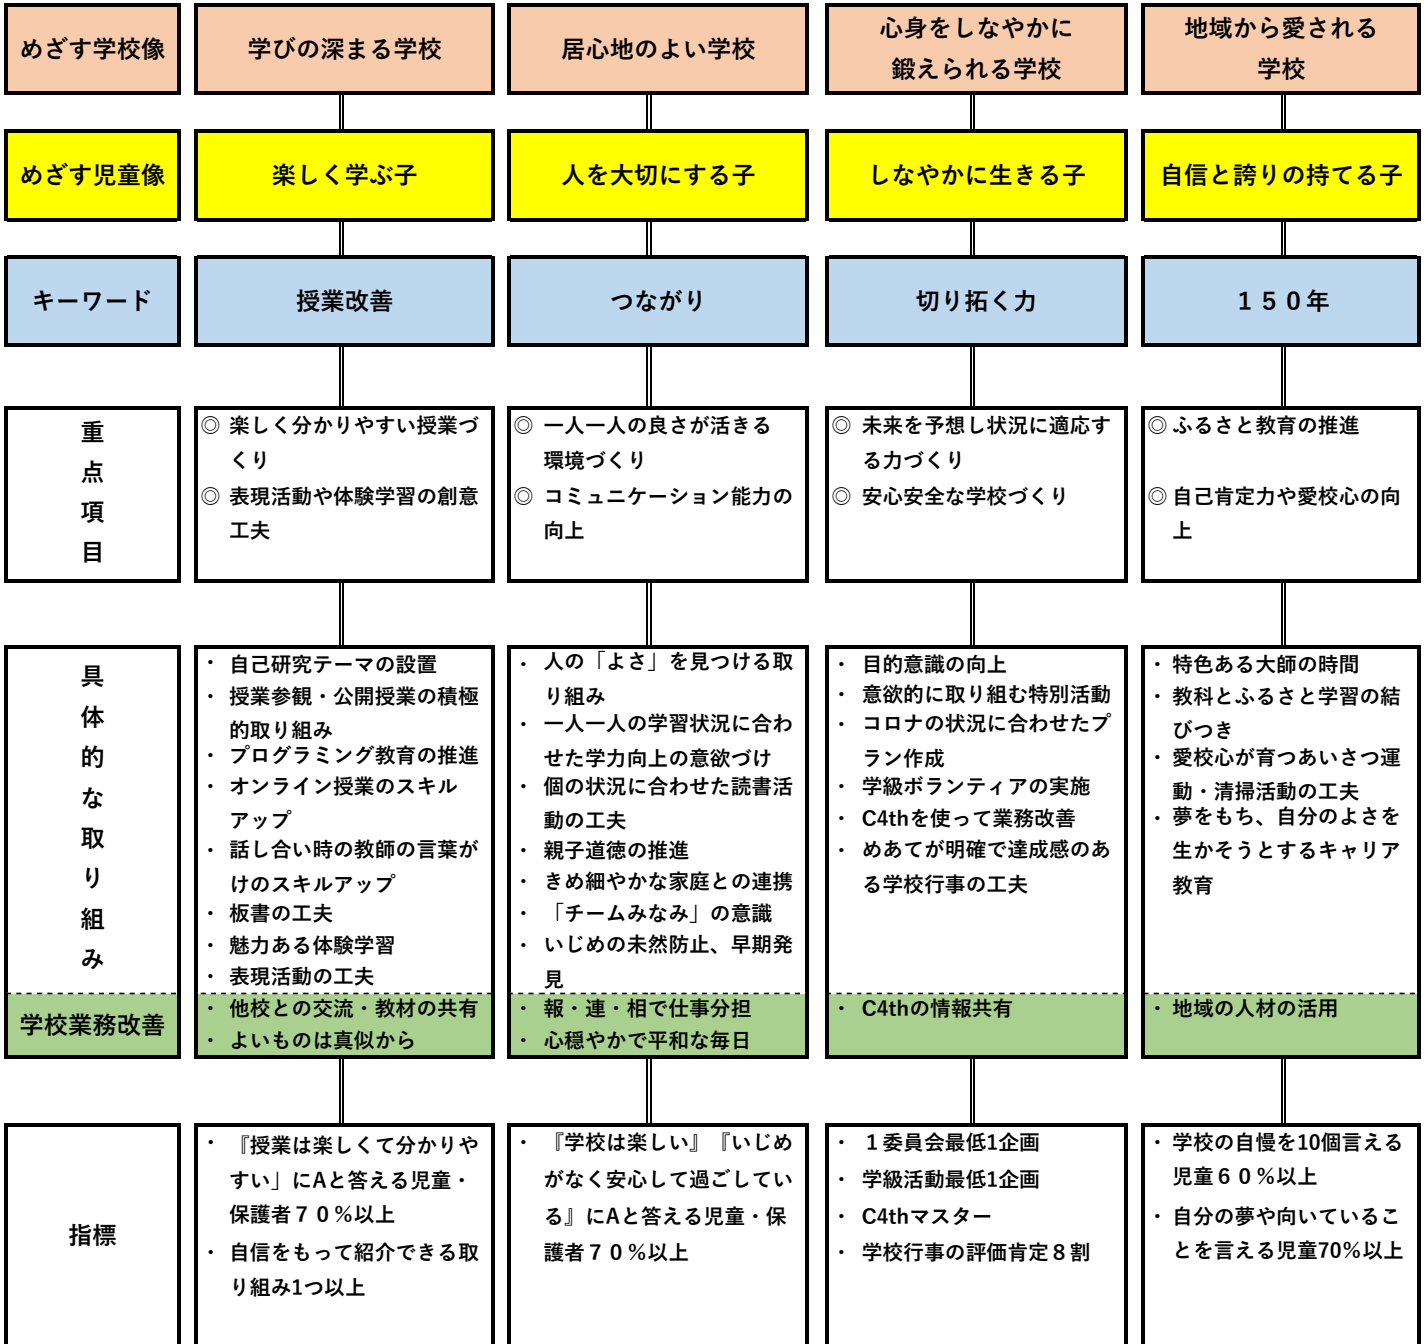 めざす学校像
学びの深まる学校
居心地のよい学校
心身をしなやかに
鍛えられる学校
地域から愛される
学校
めざす児童像
楽しく学ぶ子
人を大切にする子
しなやかに生きる子
自信と誇りの持てる子
キーワード
授業改善
つながり
切り拓く力
１５０年
重点項目
◎ 楽しく分かりやすい授業づ
くり
◎ 表現活動や体験学習の創意
工夫
◎ 一人一人の良さが活きる
環境づくり
◎ コミュニケーション能力の
向上
◎ 未来を予想し状況に適応す
る力づくり
◎ 安心安全な学校づくり
◎ ふるさと教育の推進
◎ 自己肯定力や愛校心の向
上
具体的な取り組み
・ 自己研究テーマの設置
・ 授業参観・公開授業の積極
的取り組み
・ プログラミング教育の推進
・ オンライン授業のスキル
アップ
・ 話し合い時の教師の言葉が
けのスキルアップ
・ 板書の工夫
・ 魅力ある体験学習
・ 表現活動の工夫
・ 人の「よさ」を見つける取
り組み
・ 一人一人の学習状況に合わ
せた学力向上の意欲づけ
・ 個の状況に合わせた読書活
動の工夫
・ 親子道徳の推進
・ きめ細やかな家庭との連携
・ 「チームみなみ」の意識
・ いじめの未然防止、早期発
見
・ 目的意識の向上
・ 意欲的に取り組む特別活動
・ コロナの状況に合わせたプ
ラン作成
・ 学級ボランティアの実施
・ C4thを使って業務改善
・ めあてが明確で達成感のあ
る学校行事の工夫
・ 特色ある大師の時間
・ 教科とふるさと学習の結
びつき
・ 愛校心が育つあいさつ運
動・清掃活動の工夫
・ 夢をもち、自分のよさを
生かそうとするキャリア
教育
学校業務改善
・ 他校との交流・教材の共有
・ よいものは真似から
・ 報・連・相で仕事分担
・ 心穏やかで平和な毎日
・ C4thの情報共有
・ 地域の人材の活用
指標
・ 『授業は楽しくて分かりや
すい」にAと答える児童・
保護者７０％以上
・ 自信をもって紹介できる取
り組み1つ以上
・ 『学校は楽しい』『いじめ
がなく安心して過ごしてい
る』にAと答える児童・保
護者７０％以上
・ １委員会最低1企画
・ 学級活動最低1企画
・ C4thマスター
・ 学校行事の評価肯定８割
・ 学校の自慢を10個言える
児童６０％以上
・ 自分の夢や向いているこ
とを言える児童70％以上